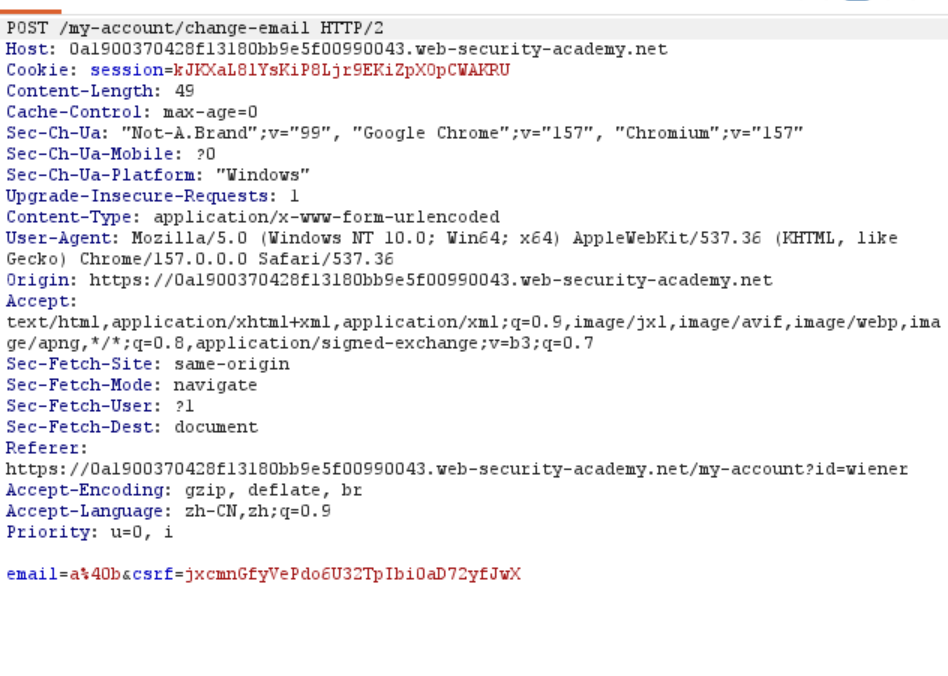 POST /my-account/change-email HTTP/2
Host: 0a1900370428f13180bb9e5f00990043.web-security-academy.net
Cookie: session=kJKXaL81YsKiP8Ljr9EKiZpX0pCWAKRU
Content-Length: 49
Cache-Control: max-age=0
Sec-Ch-Ua: "Not-A.Brand";v="99", "Google Chrome";v="157", "Chromium";v="157"
Sec-Ch-Ua-Mobile: ?0
Sec-Ch-Ua-Platform: "Windows"
Upgrade-Insecure-Requests: 1
Content-Type: application/x-www-form-urlencoded
User-Agent: Mozilla/5.0 (Windows NT 10.0; Win64; x64) AppleWebKit/537.36 (KHTML, like
Gecko) Chrome/157.0.0.0 Safari/537.36
Origin: https://0a1900370428f13180bb9e5f00990043.web-security-academy.net
Accept:
text/html,application/xhtml+xml,application/xml;q=0.9,image/jxl,image/avif,image/webp,ima
ge/apng,*/*;q=0.8,application/signed-exchange;v=b3;q=0.7
Sec-Fetch-Site: same-origin
Sec-Fetch-Mode: navigate
Sec-Fetch-User: ?1
Sec-Fetch-Dest: document
Referer:
https://0a1900370428f13180bb9e5f00990043.web-security-academy.net/my-account?id=wiener
Accept-Encoding: gzip, deflate, br
Accept-Language: zh-CN,zh;q=0.9
Priority: u=0, i
email=a%40b&csrf=jxcmnGfyVePdo6U32TpIbi0aD72yfJwX